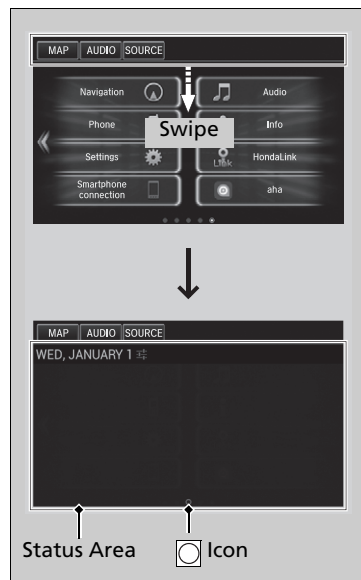 MAP AUDIO SOURCE
Navigation Audio
Phone Info
Swipe
Settings Link HondaLink
Smartphone connection aha
MAP AUDIO SOURCE
WED, JANUARY 1
Status Area Icon